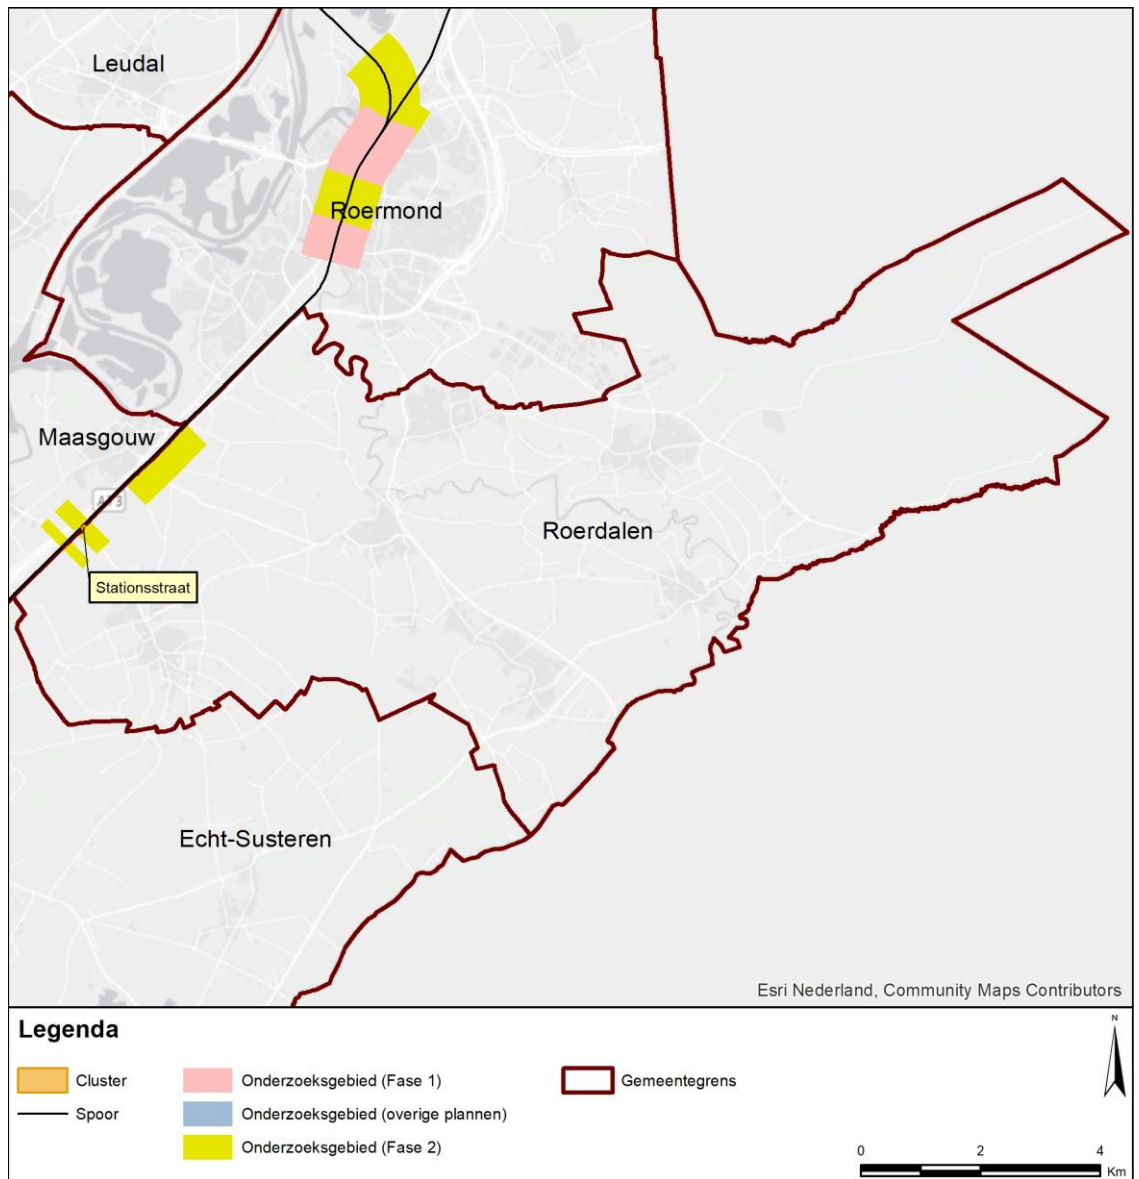 Leudal
Roermond
Maasgouw
Roerdalen
Stationsstraat
Echt-Susteren
Esri Nederland, Community Maps Contributors
Legenda
N
Cluster
Onderzoeksgebied (Fase 1)
Gemeentegrens
Spoor
Onderzoeksgebied (overige plannen)
Onderzoeksgebied (Fase 2)
0 2 4
Km